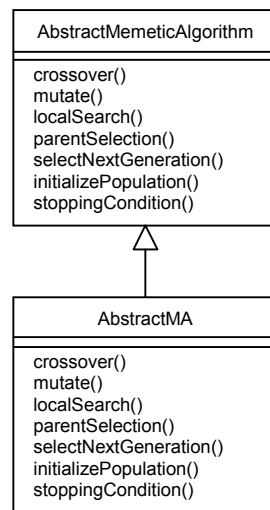 AbstractMemeticAlgorithm
crossover()
mutate()
localSearch()
parentSelection()
selectNextGeneration()
initializePopulation()
stoppingCondition()
AbstractMA
crossover()
mutate()
localSearch()
parentSelection()
selectNextGeneration()
initializePopulation()
stoppingCondition()